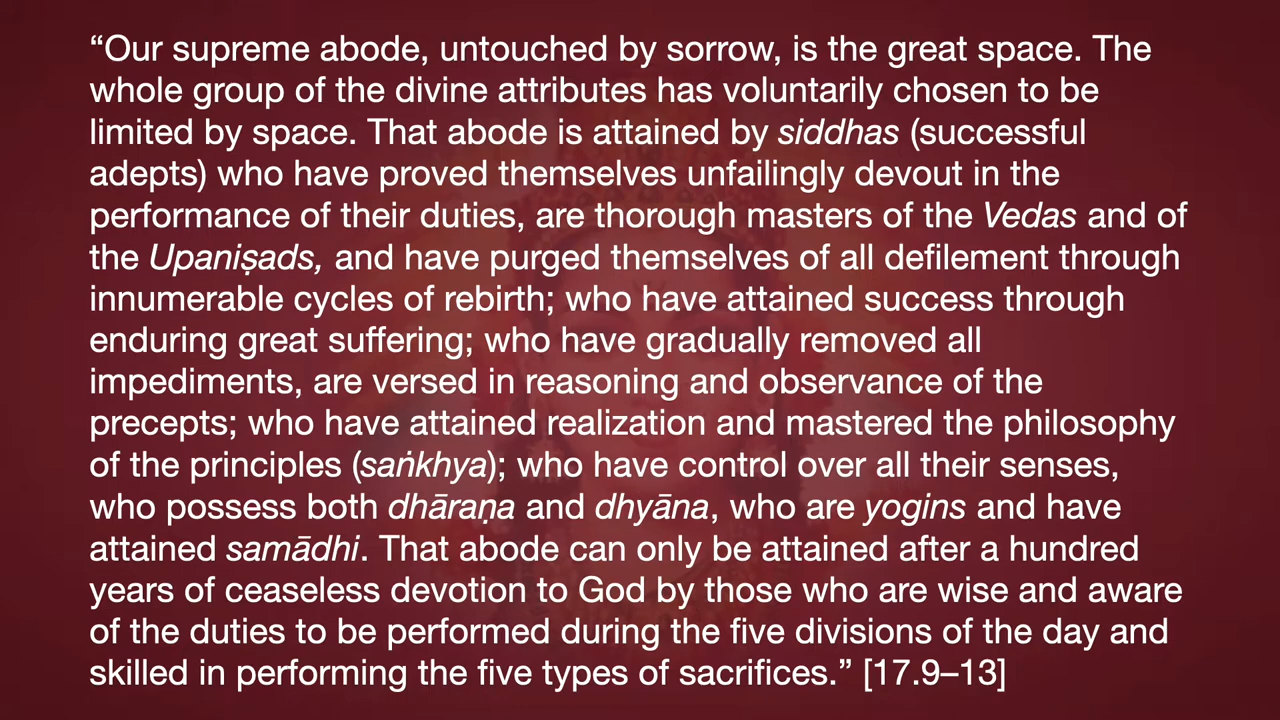 “Our supreme abode, untouched by sorrow, is the great space. The
whole group of the divine attributes has voluntarily chosen to be
limited by space. That abode is attained by siddhas (successful
adepts) who have proved themselves unfailingly devout in the
performance of their duties, are thorough masters of the Vedas and of
the Upaniṣads, and have purged themselves of all defilement through
innumerable cycles of rebirth; who have attained success through
enduring great suffering; who have gradually removed all
impediments, are versed in reasoning and observance of the
precepts; who have attained realization and mastered the philosophy
of the principles (saṅkhya); who have control over all their senses,
who possess both dhāraṇa and dhyāna, who are yogins and have
attained samādhi. That abode can only be attained after a hundred
years of ceaseless devotion to God by those who are wise and aware
of the duties to be performed during the five divisions of the day and
skilled in performing the five types of sacrifices.” [17.9–13]